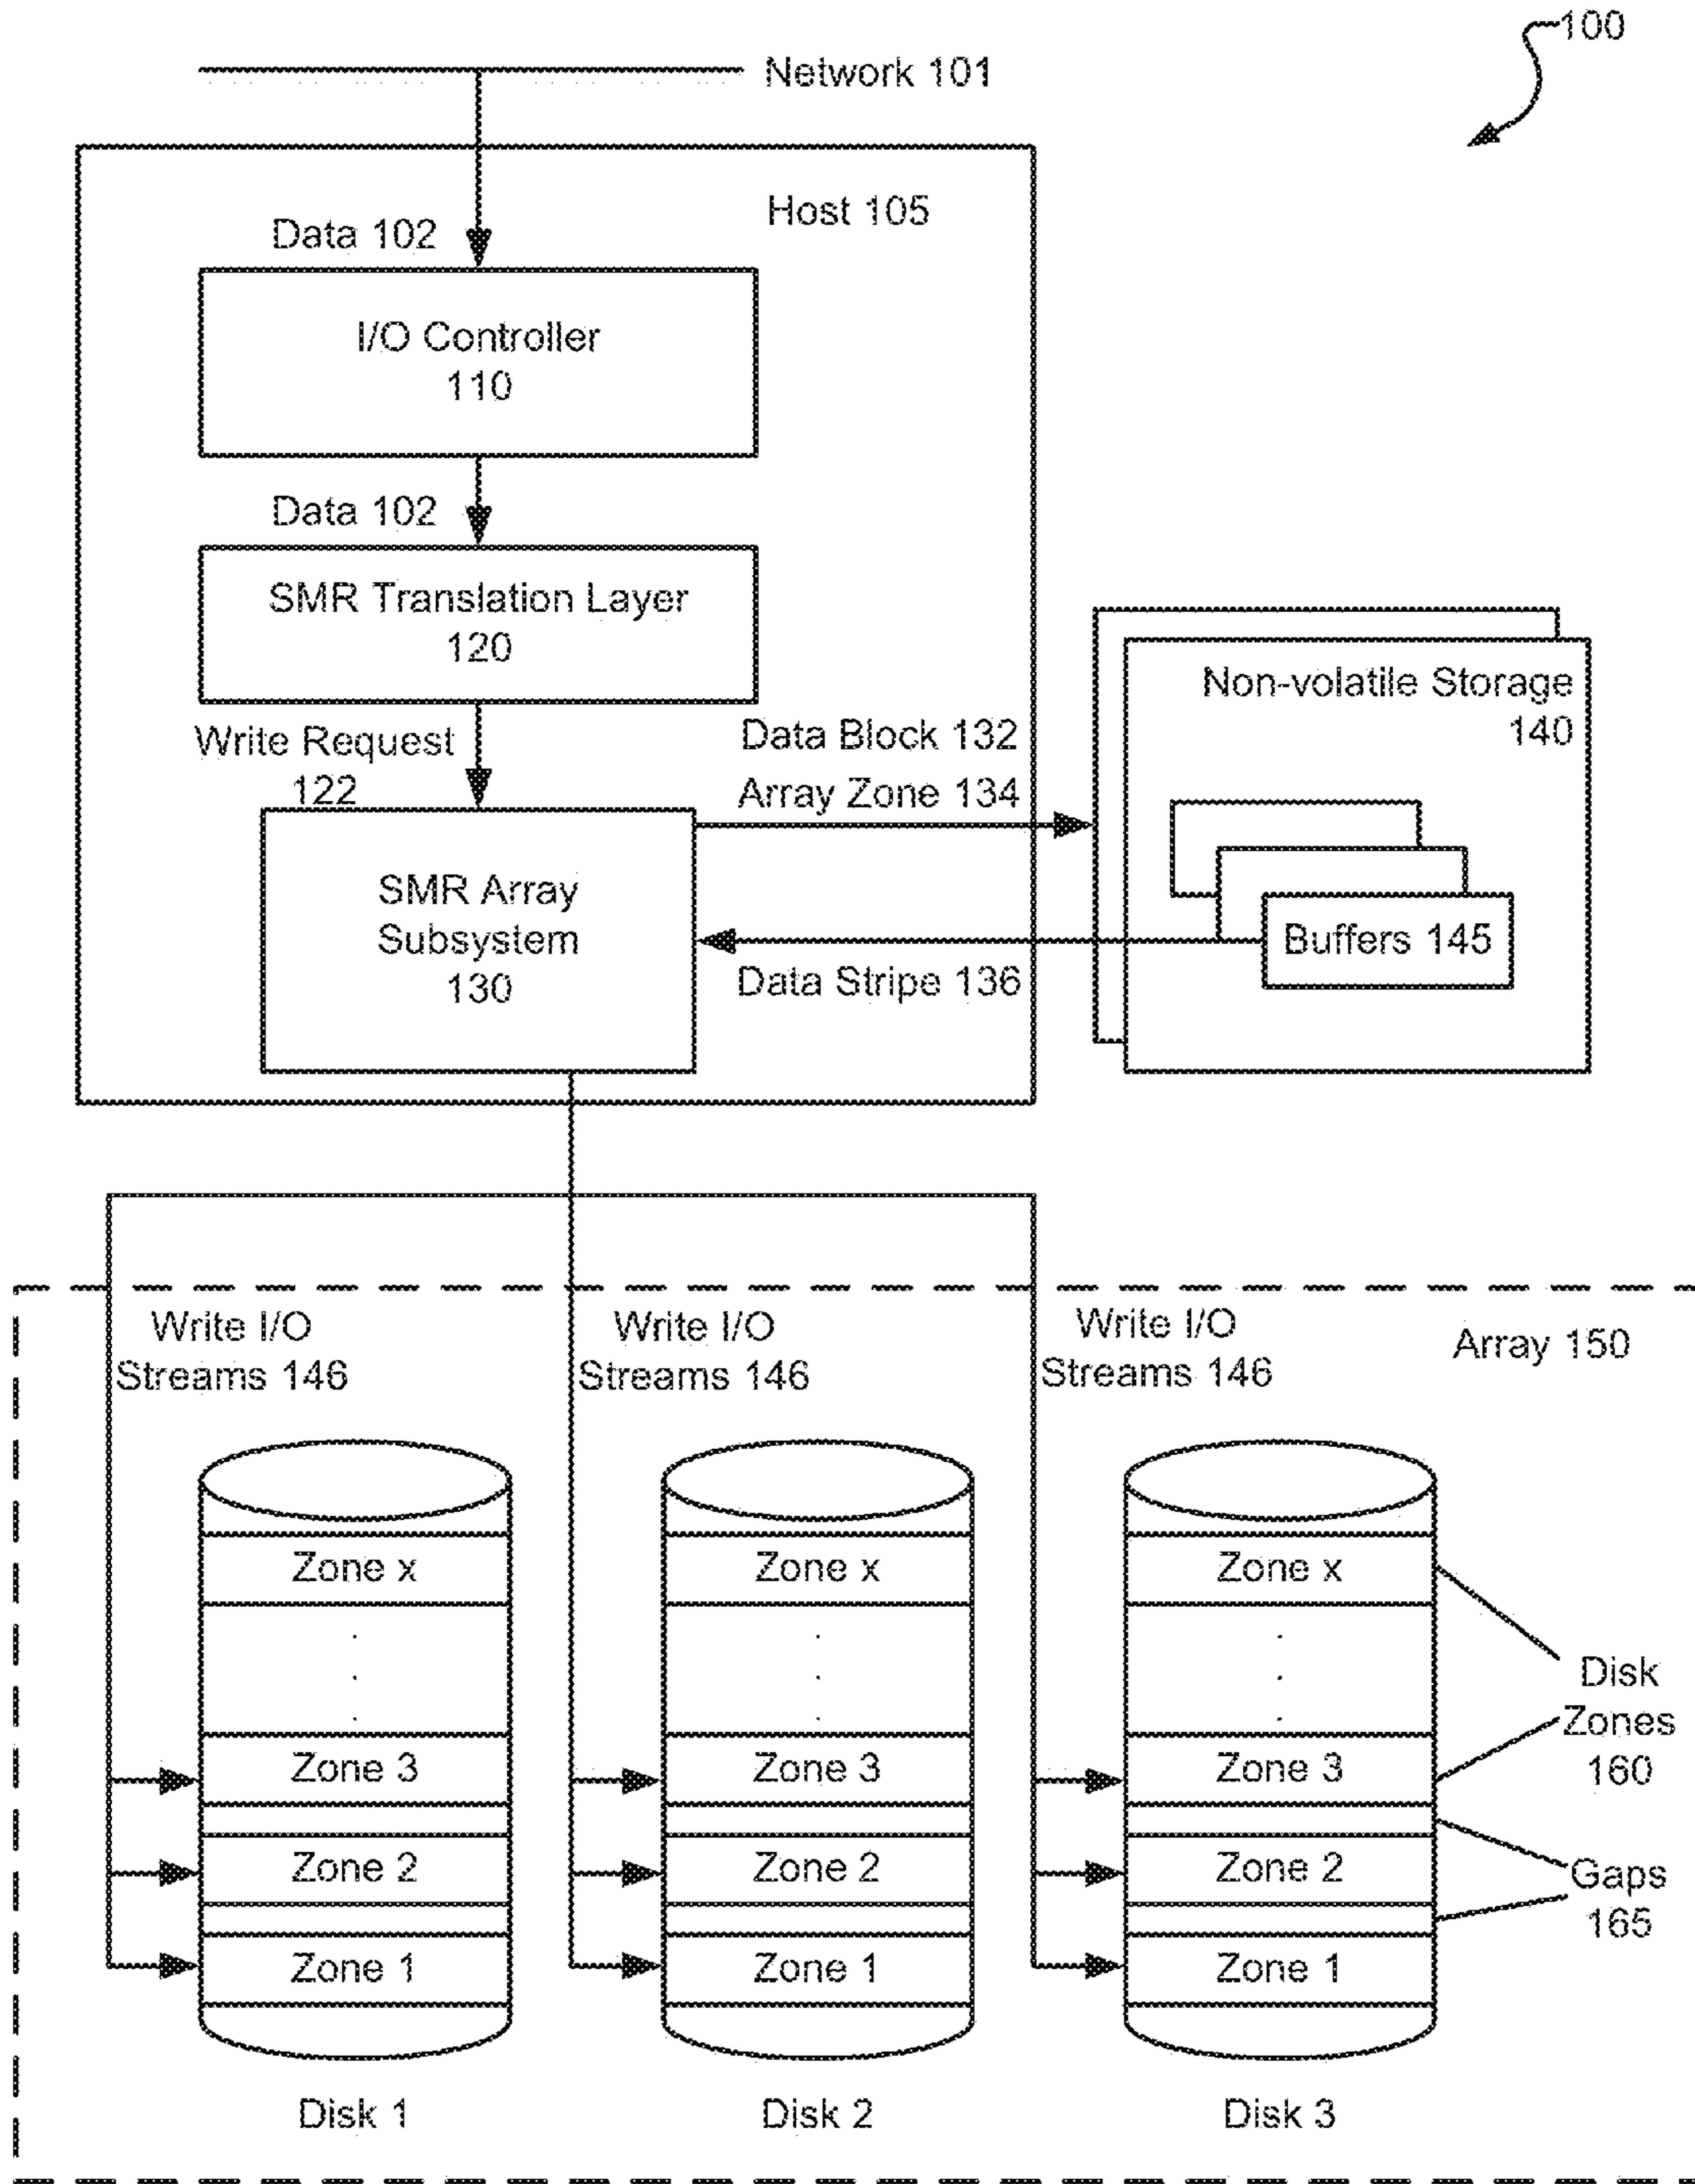 100
Network 101
Host 105
Data 102
I/O Controller
110
Data 102
SMR Translation Layer
120
Write Request
122
Data Block 132
Array Zone 134
Non-volatile Storage
140
SMR Array
Subsystem
130
Buffers 145
Data Stripe 136
Write I/O
Streams 146
Write I/O
Streams 146
Write I/O
Streams 146
Array 150
Zone x
Zone x
Zone x
Disk
Zones
160
Zone 3
Zone 3
Zone 3
Zone 2
Zone 2
Zone 2
Gaps
165
Zone 1
Zone 1
Zone 1
Disk 1
Disk 2
Disk 3